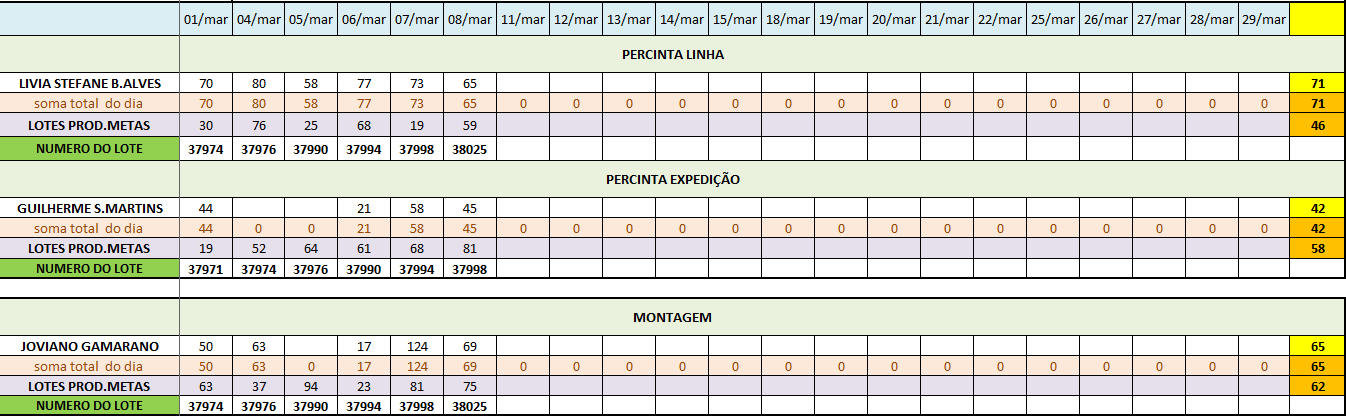 01/mar 04/mar 05/mar 06/mar 07/mar 08/mar 11/mar 12/mar 13/mar 14/mar 15/mar 18/mar 19/mar 20/mar 21/mar 22/mar 25/mar 26/mar 27/mar 28/mar 29/mar
PERCINTA LINHA
LIVIA STEFANE B.ALVES 70 80 58 77 73 65 71
soma total do dia 70 80 58 77 73 65 0 0 0 0 0 0 0 0 0 0 0 0 0 0 0 71
LOTES PROD.METAS 30 76 25 68 19 59 46
NUMERO DO LOTE 37974 37976 37990 37994 37998 38025
PERCINTA EXPEDIÇÃO
GUILHERME S.MARTINS 44 21 58 45 42
soma total do dia 44 0 0 21 58 45 0 0 0 0 0 0 0 0 0 0 0 0 0 0 0 42
LOTES PROD.METAS 19 52 64 61 68 81 58
NUMERO DO LOTE 37971 37974 37976 37990 37994 37998
MONTAGEM
JOVIANO GAMARANO 50 63 17 124 69 65
soma total do dia 50 63 0 17 124 69 0 0 0 0 0 0 0 0 0 0 0 0 0 0 0 65
LOTES PROD.METAS 63 37 94 23 81 75 62
NUMERO DO LOTE 37974 37976 37990 37994 37998 38025